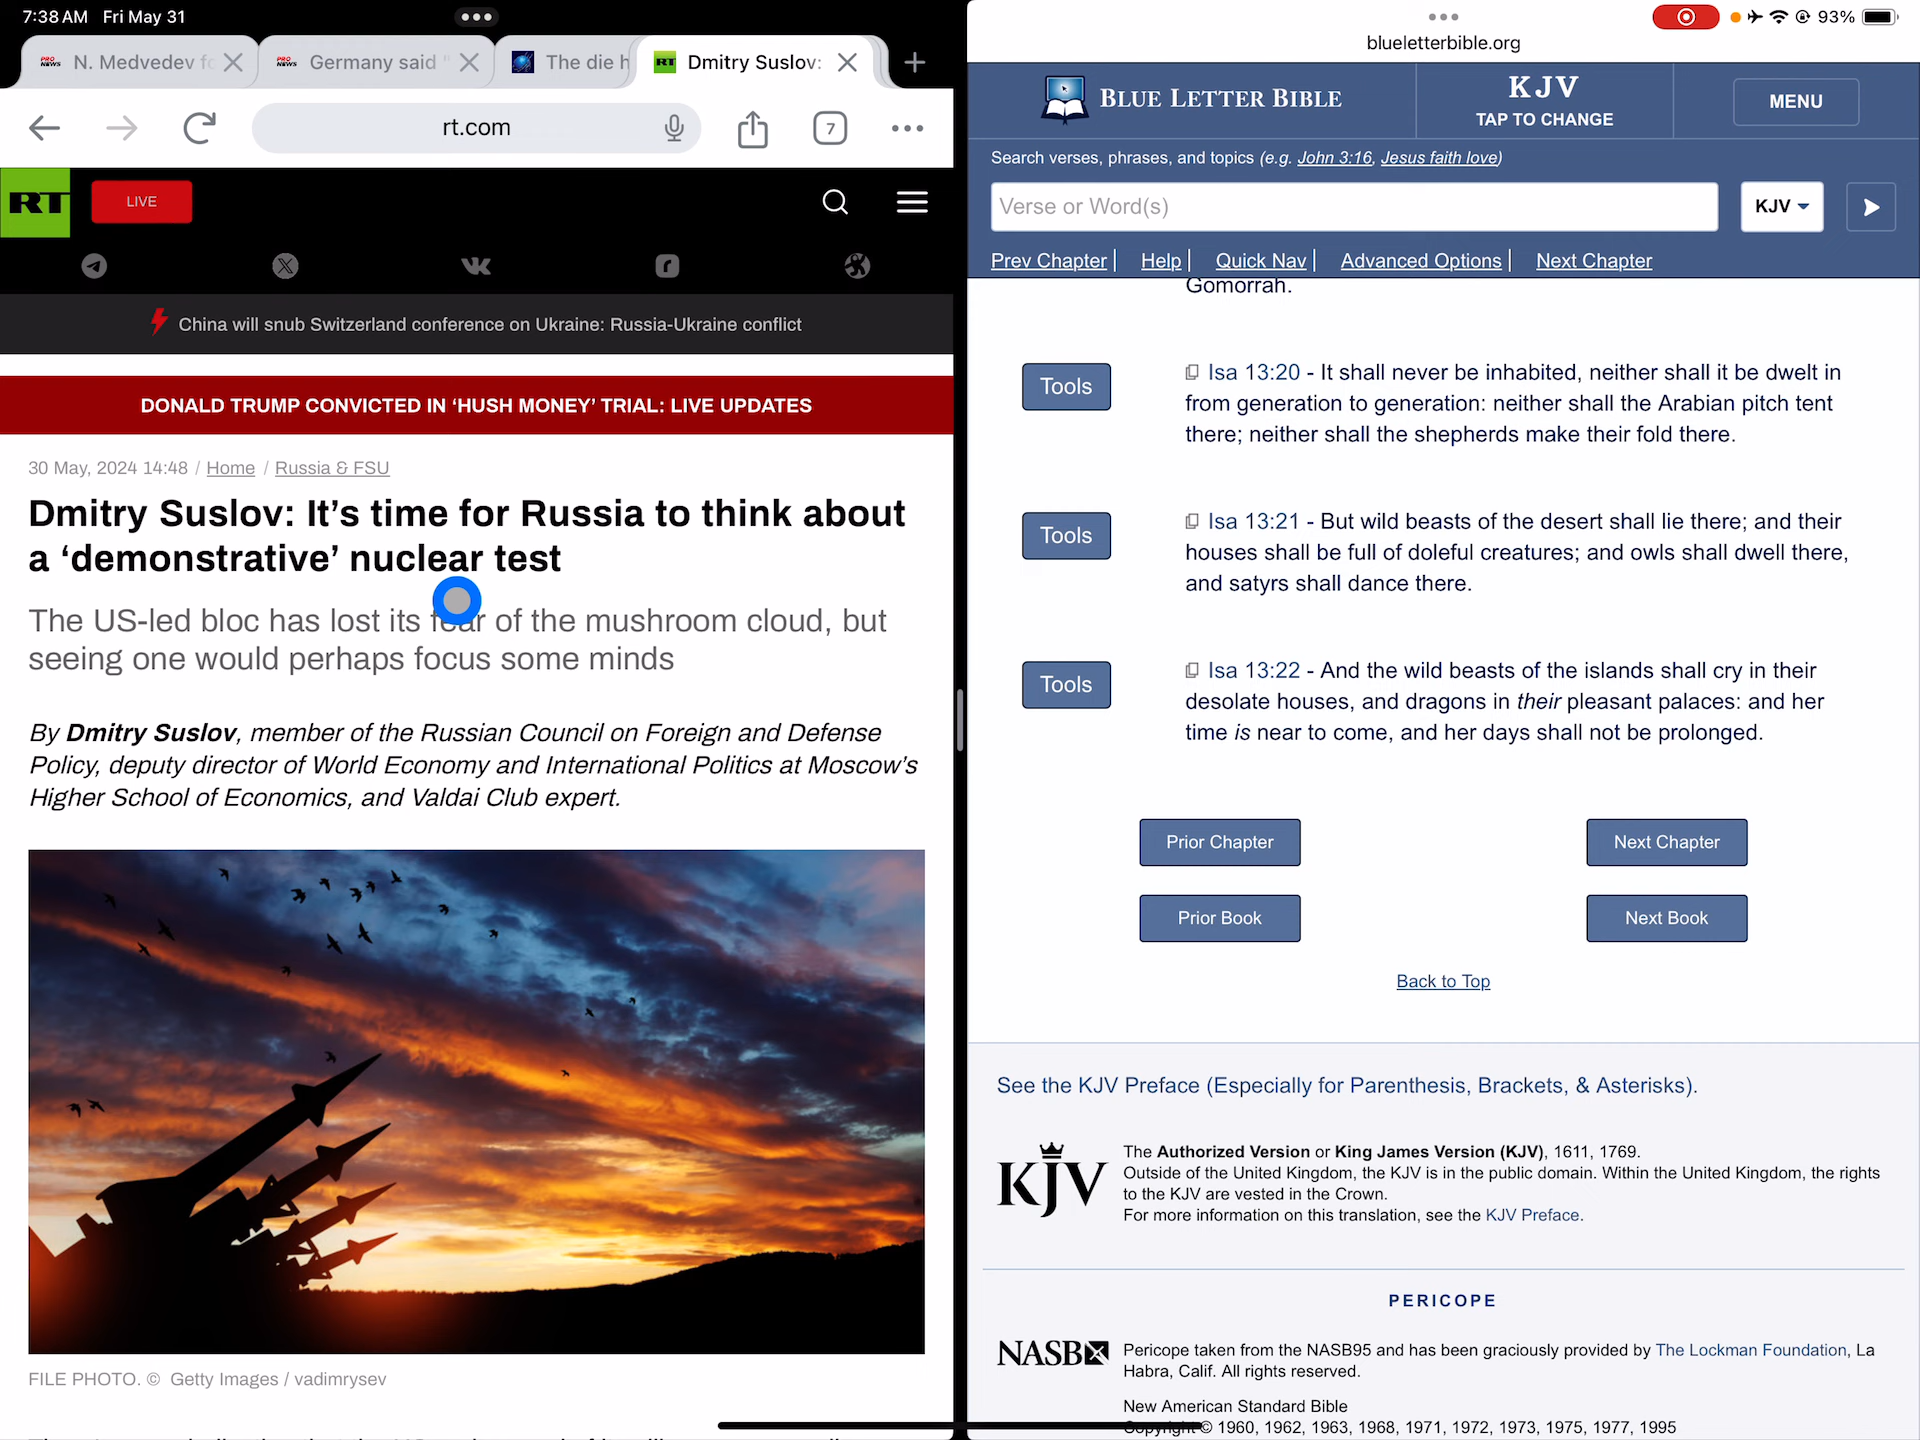 7:38 AM Fri May 31
N. Medvedev fo
Germany said "
The die h
Dmitry Suslov:
rt.com
7
RT
LIVE
China will snub Switzerland conference on Ukraine: Russia-Ukraine conflict
DONALD TRUMP CONVICTED IN ‘HUSH MONEY’ TRIAL: LIVE UPDATES
30 May, 2024 14:48 / Home / Russia & FSU
Dmitry Suslov: It’s time for Russia to think about
a ‘demonstrative’ nuclear test
The US-led bloc has lost its fear of the mushroom cloud, but
seeing one would perhaps focus some minds
By Dmitry Suslov, member of the Russian Council on Foreign and Defense
Policy, deputy director of World Economy and International Politics at Moscow’s
Higher School of Economics, and Valdai Club expert.
FILE PHOTO. © Getty Images / vadimrysev
93%
blueletterbible.org
BLUE LETTER BIBLE
KJV
TAP TO CHANGE
MENU
Search verses, phrases, and topics (e.g. John 3:16, Jesus faith love)
Verse or Word(s)
KJV
Prev Chapter | Help | Quick Nav | Advanced Options | Next Chapter
Gomorrah.
Tools
Isa 13:20 - It shall never be inhabited, neither shall it be dwelt in
from generation to generation: neither shall the Arabian pitch tent
there; neither shall the shepherds make their fold there.
Tools
Isa 13:21 - But wild beasts of the desert shall lie there; and their
houses shall be full of doleful creatures; and owls shall dwell there,
and satyrs shall dance there.
Tools
Isa 13:22 - And the wild beasts of the islands shall cry in their
desolate houses, and dragons in their pleasant palaces: and her
time is near to come, and her days shall not be prolonged.
Prior Chapter
Next Chapter
Prior Book
Next Book
Back to Top
See the KJV Preface (Especially for Parenthesis, Brackets, & Asterisks).
KJV
The Authorized Version or King James Version (KJV), 1611, 1769.
Outside of the United Kingdom, the KJV is in the public domain. Within the United Kingdom, the rights
to the KJV are vested in the Crown.
For more information on this translation, see the KJV Preface.
PERICOPE
NASB
Pericope taken from the NASB95 and has been graciously provided by The Lockman Foundation, La
Habra, Calif. All rights reserved.
New American Standard Bible
Copyright © 1960, 1962, 1963, 1968, 1971, 1972, 1973, 1975, 1977, 1995